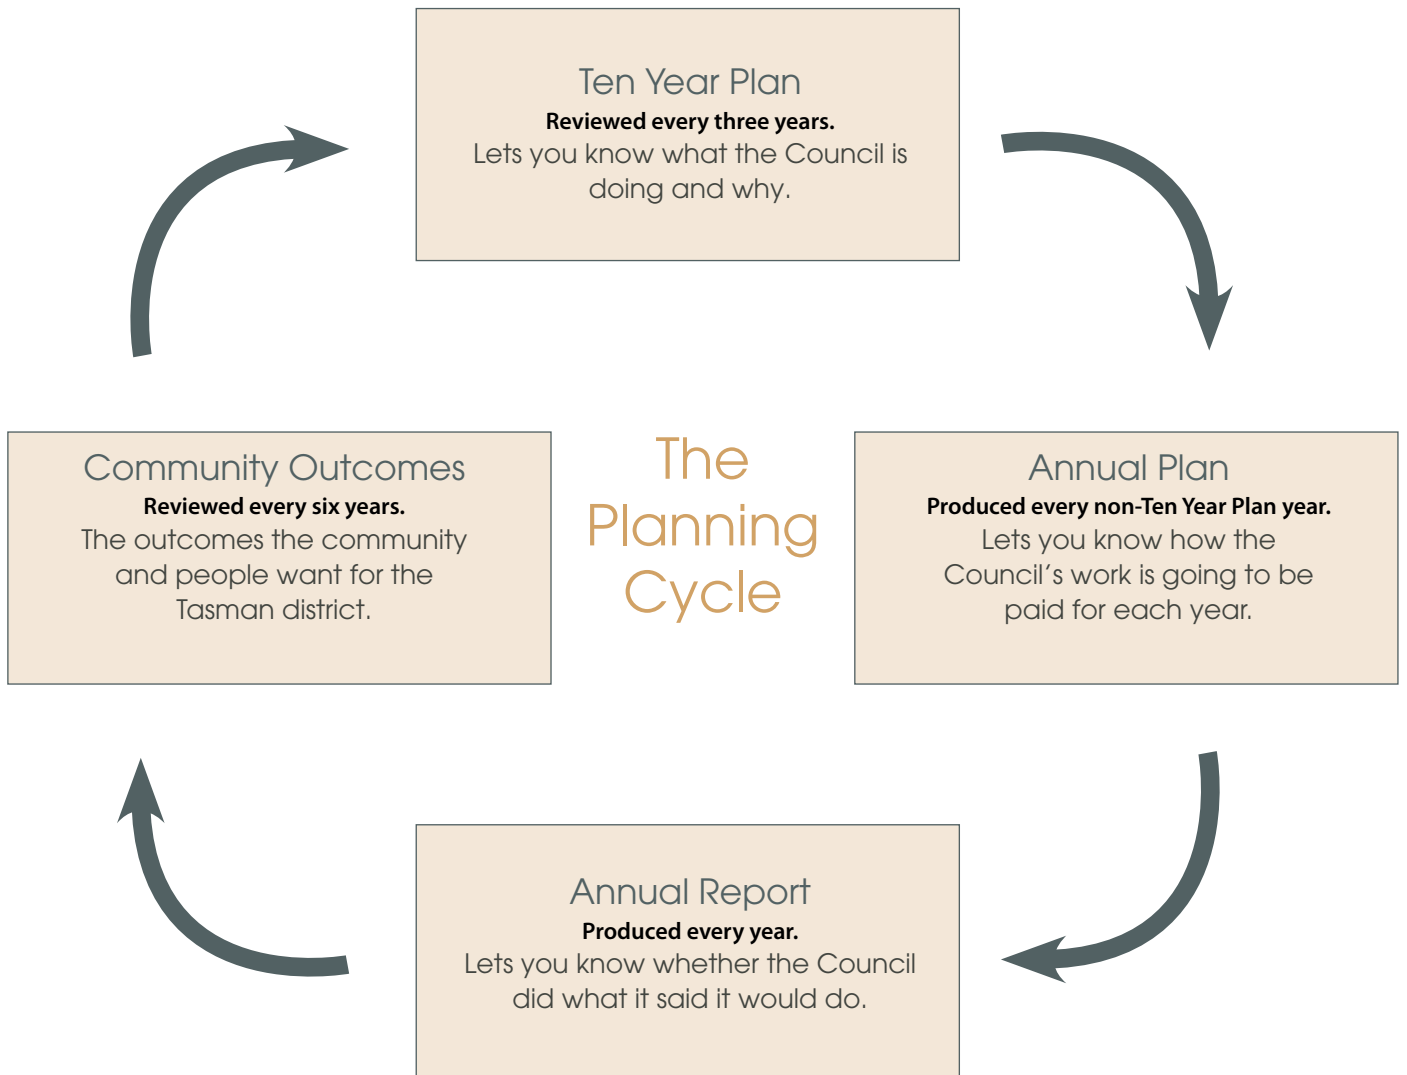 Ten Year Plan
Reviewed every three years.
Lets you know what the Council is
doing and why.
Community Outcomes
Reviewed every six years.
The outcomes the community
and people want for the
Tasman district.
The
Planning
Cycle
Annual Plan
Produced every non-Ten Year Plan year.
Lets you know how the
Council's work is going to be
paid for each year.
Annual Report
Produced every year.
Lets you know whether the Council
did what it said it would do.